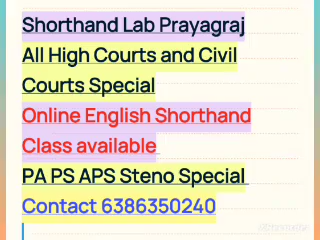 Shorthand Lab Prayagraj
All High Courts and Civil
Courts Special
Online English Shorthand
Class available
PA PS APS Steno Special
Contact 6386350240